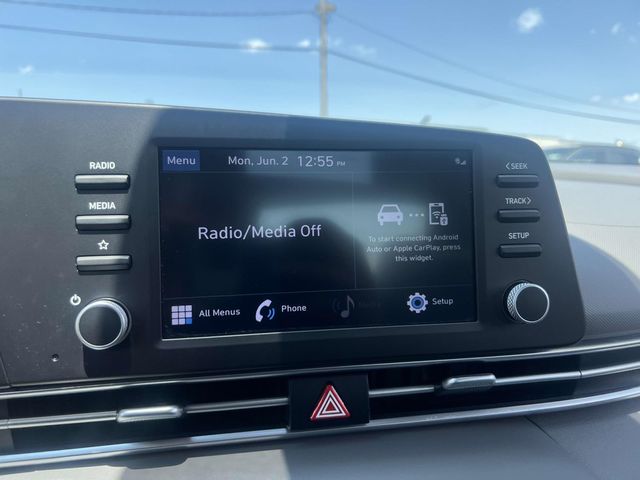 RADIO
MEDIA
Menu
Mon, Jun. 2 12:55 PM
Radio/Media Off
To start connecting Android
Auto or Apple CarPlay, press
this widget.
All Menus Phone Media Setup
<SEEK
TRACK>
SETUP